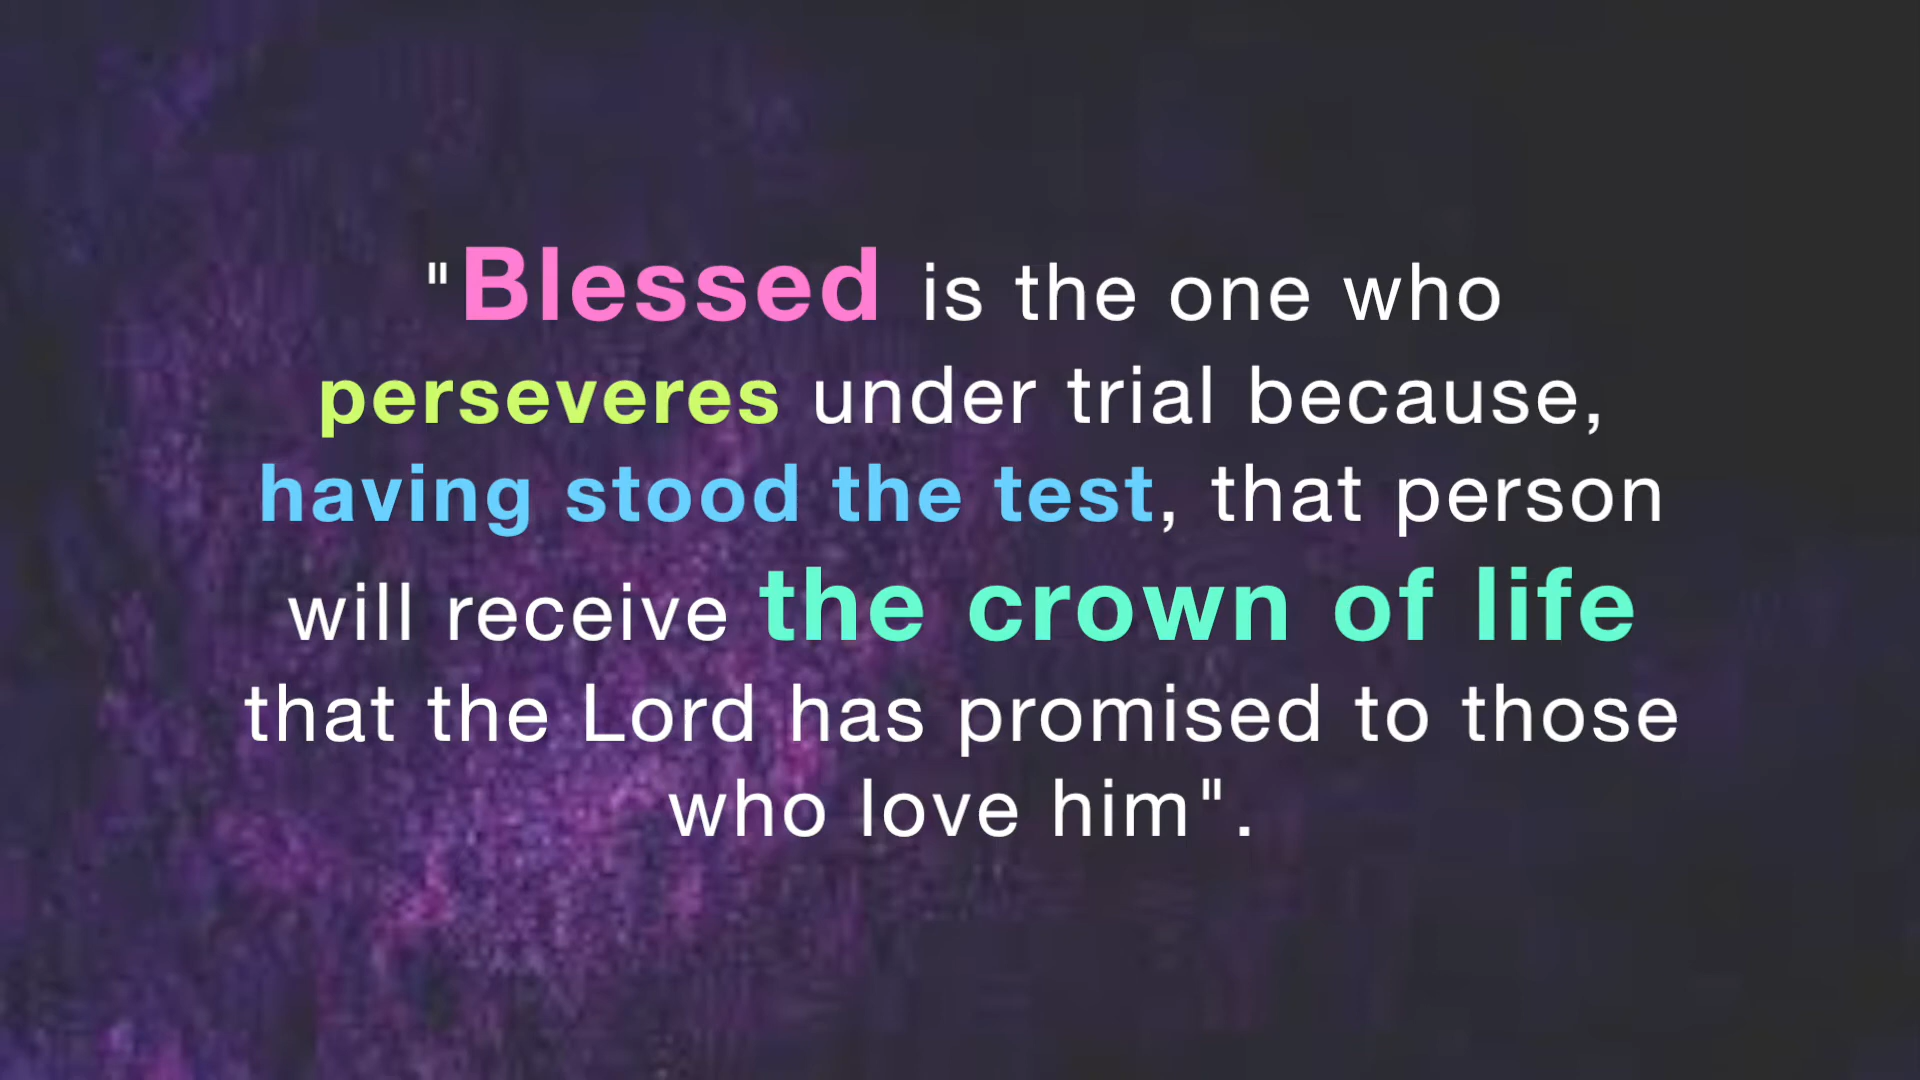 "Blessed is the one who
perseveres under trial because,
having stood the test, that person
will receive the crown of life
that the Lord has promised to those
who love him".